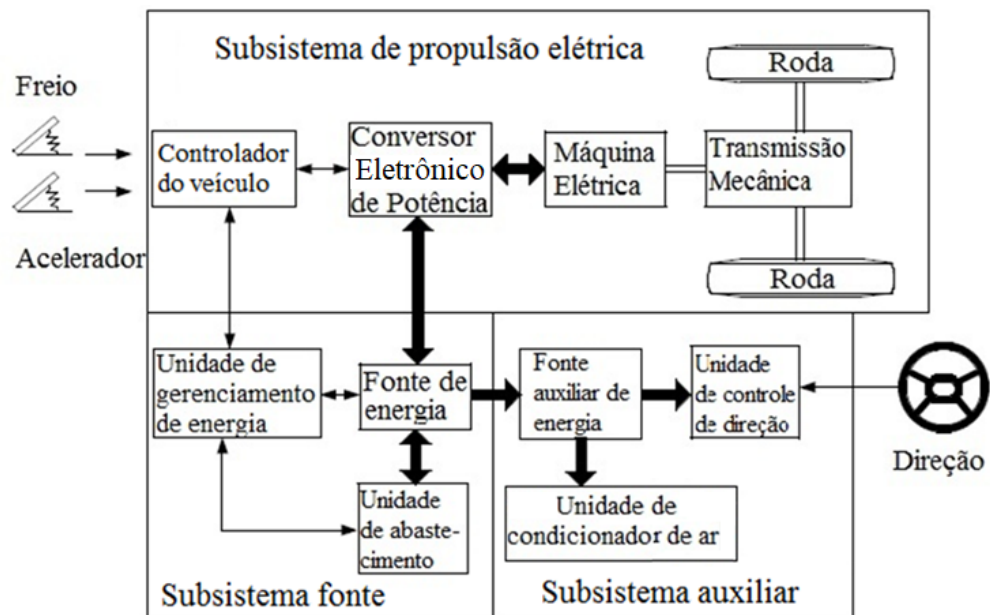 Subsistema de propulsão elétrica
Roda
Freio
Controlador
do veículo
Conversor
Eletrônico
de Potência
Máquina
Elétrica
Transmissão
Mecânica
Acelerador
Roda
Unidade de
gerenciamento
de energia
Fonte de
energia
Fonte
auxiliar de
energia
Unidade
de controle
de direção
Direção
Unidade
de abaste-
cimento
Unidade de
condicionador de ar
Subsistema fonte
Subsistema auxiliar